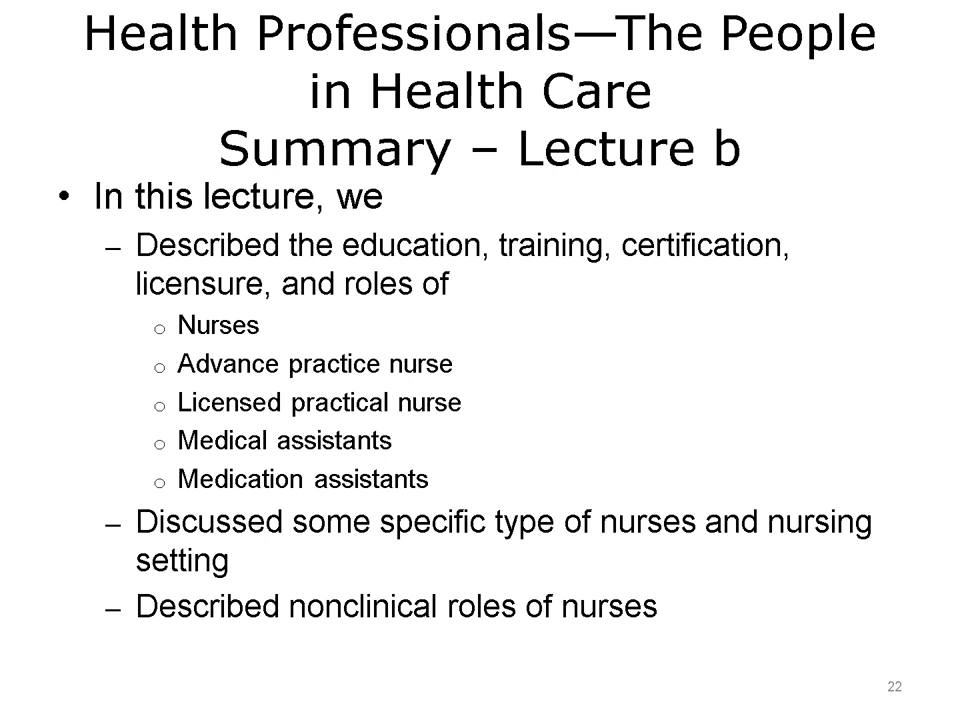 Health Professionals—The People
in Health Care
Summary – Lecture b
• In this lecture, we
– Described the education, training, certification,
licensure, and roles of
o Nurses
o Advance practice nurse
o Licensed practical nurse
o Medical assistants
o Medication assistants
– Discussed some specific type of nurses and nursing
setting
– Described nonclinical roles of nurses
22